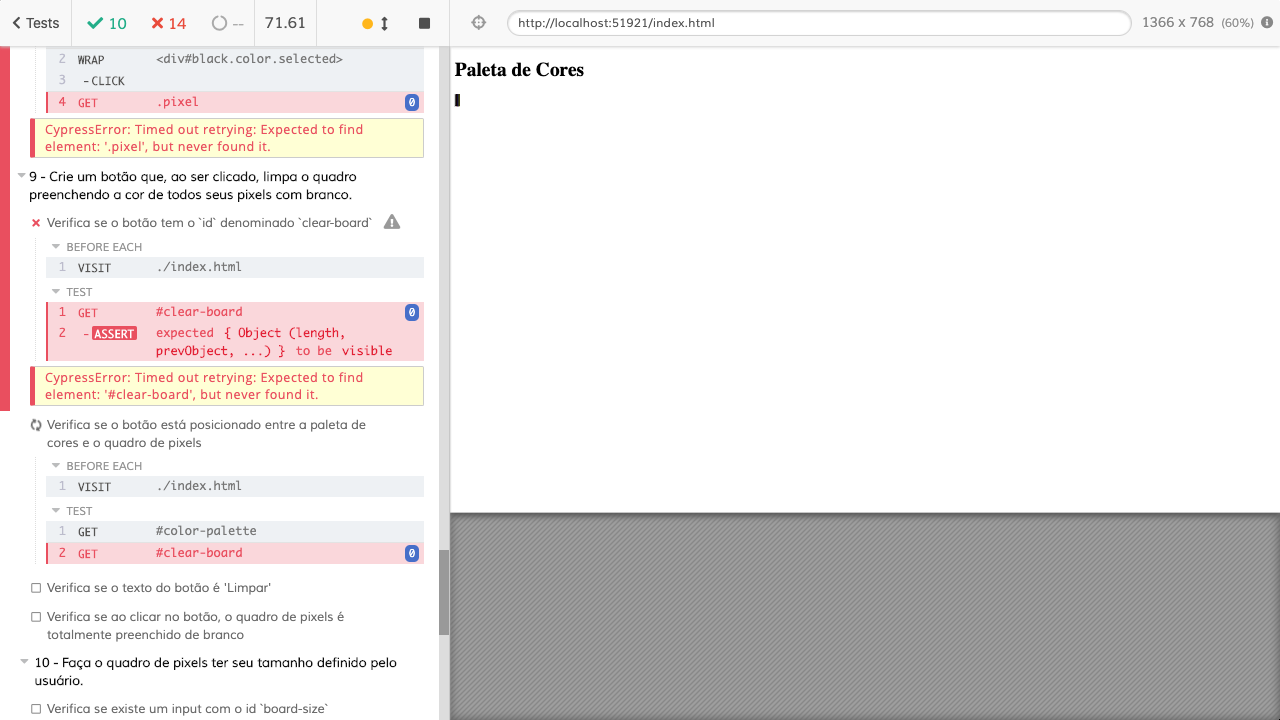 Tests
10
14
--
71.61
http://localhost:51921/index.html
1366 x 768 (60%)
2 WRAP <div#black.color.selected>
3 -CLICK
4 GET .pixel 0
CypressError: Timed out retrying: Expected to find
element: '.pixel', but never found it.
9 - Crie um botão que, ao ser clicado, limpa o quadro
preenchendo a cor de todos seus pixels com branco.
Verifica se o botão tem o `id` denominado `clear-board`
BEFORE EACH
1 VISIT ./index.html
TEST
1 GET #clear-board 0
2 -ASSERT expected { Object (length,
prevObject, ...) } to be visible
CypressError: Timed out retrying: Expected to find
element: '#clear-board', but never found it.
Verifica se o botão está posicionado entre a paleta de
cores e o quadro de pixels
BEFORE EACH
1 VISIT ./index.html
TEST
1 GET #color-palette
2 GET #clear-board 0
Verifica se o texto do botão é 'Limpar'
Verifica se ao clicar no botão, o quadro de pixels é
totalmente preenchido de branco
10 - Faça o quadro de pixels ter seu tamanho definido pelo
usuário.
Verifica se existe um input com o id `board-size`
Paleta de Cores